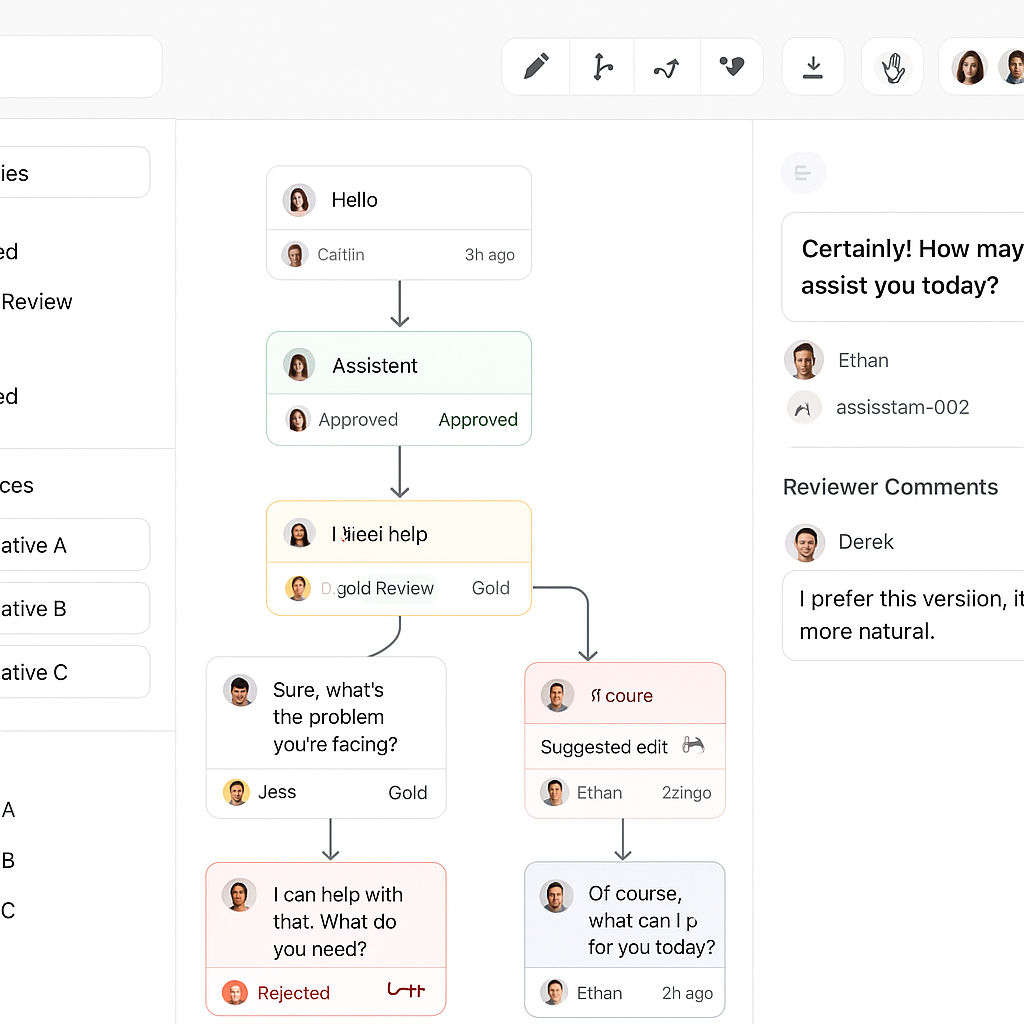 ies
ed
Review
ed
ces
ative A
ative B
ative C
A
B
C
Hello
Caitlin
3h ago
Assistent
Approved
Approved
I help
gold Review
Gold
Sure, what's
the problem
you're facing?
Jess
Gold
coure
Suggested edit
Ethan
2zingo
I can help with
that. What do
you need?
Rejected
Of course,
what can I p
for you today?
Ethan
2h ago
Certainly! How may
assist you today?
Ethan
assisstam-002
Reviewer Comments
Derek
I prefer this versiion, it
more natural.